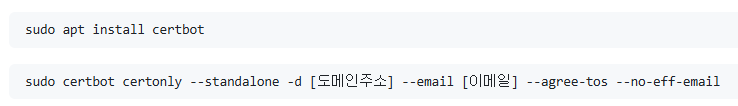 sudo apt install certbot
sudo certbot certonly --standalone -d [도메인주소] --email [이메일] --agree-tos --no-eff-email